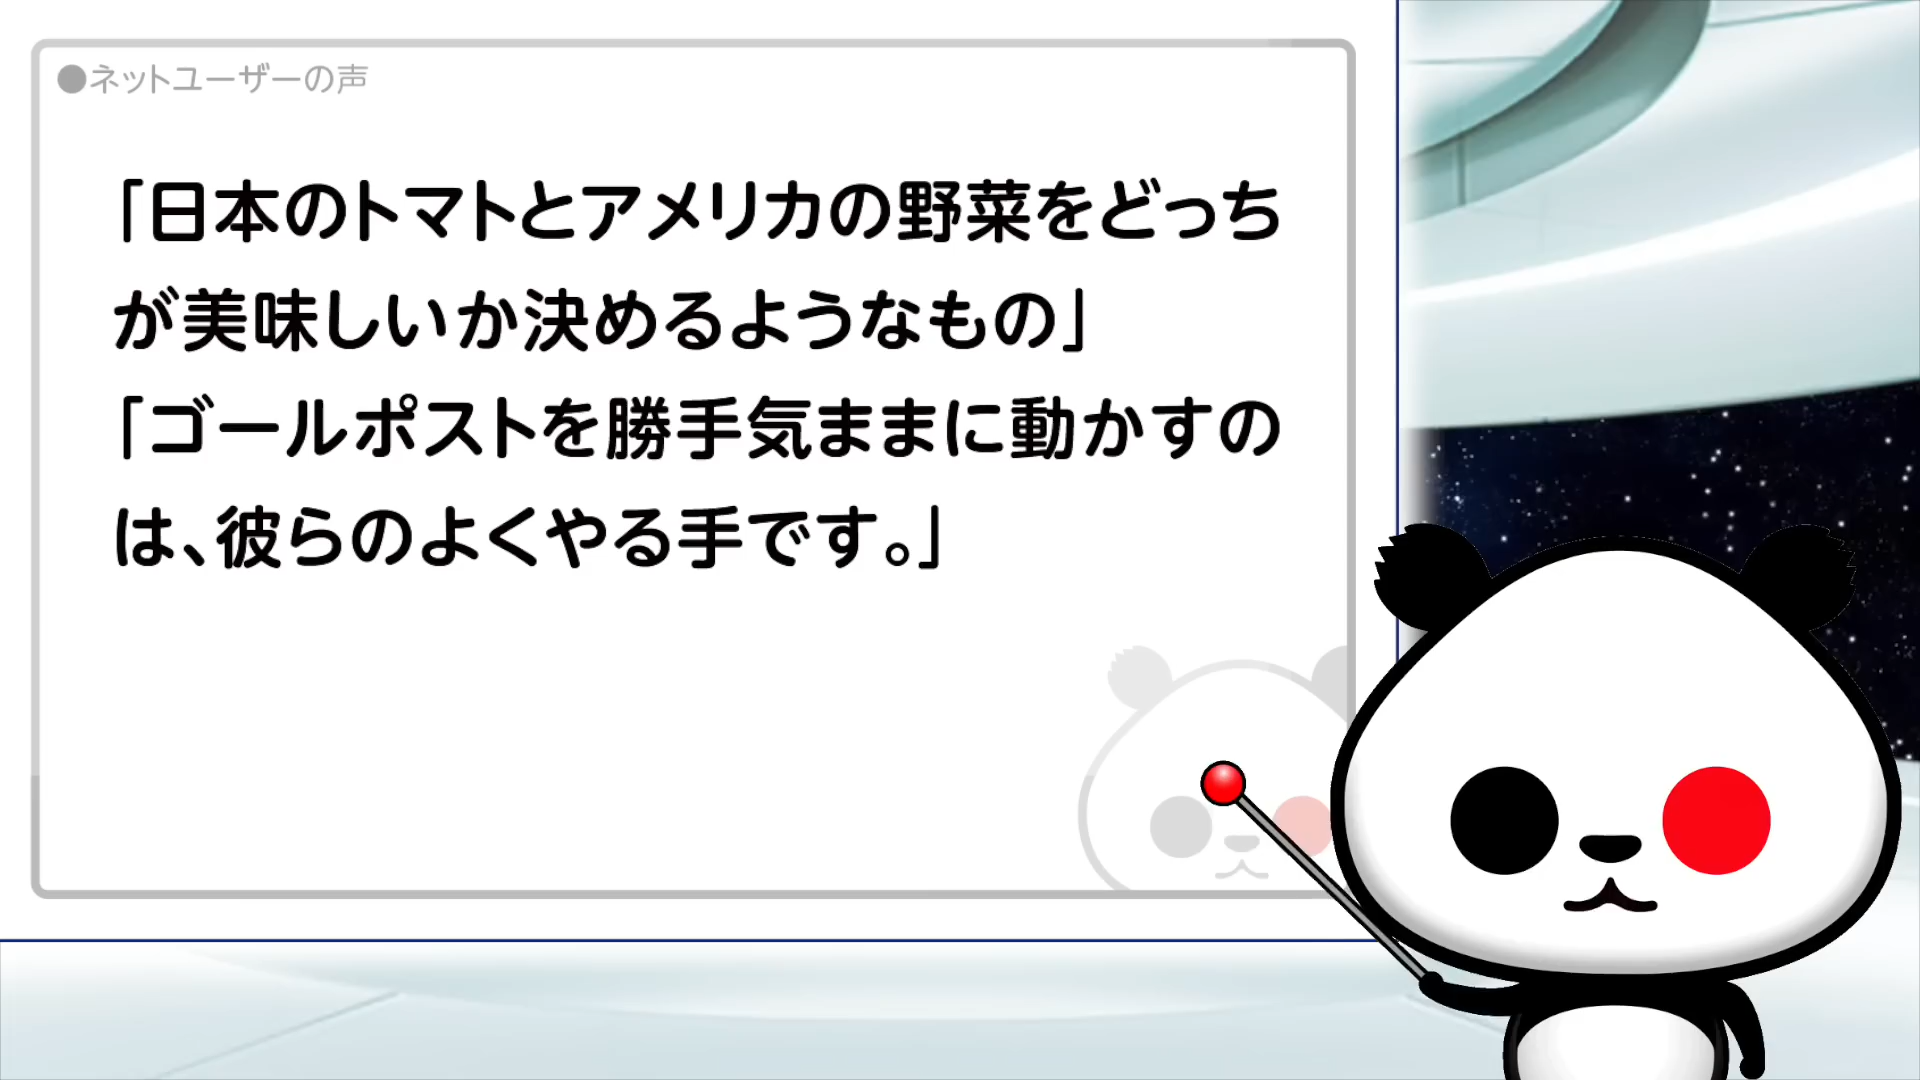 ●ネットユーザーの声
「日本のトマトとアメリカの野菜をどっち
が美味しいか決めるようなもの」
「ゴールポストを勝手気ままに動かすの
は、彼らのよくやる手です。」